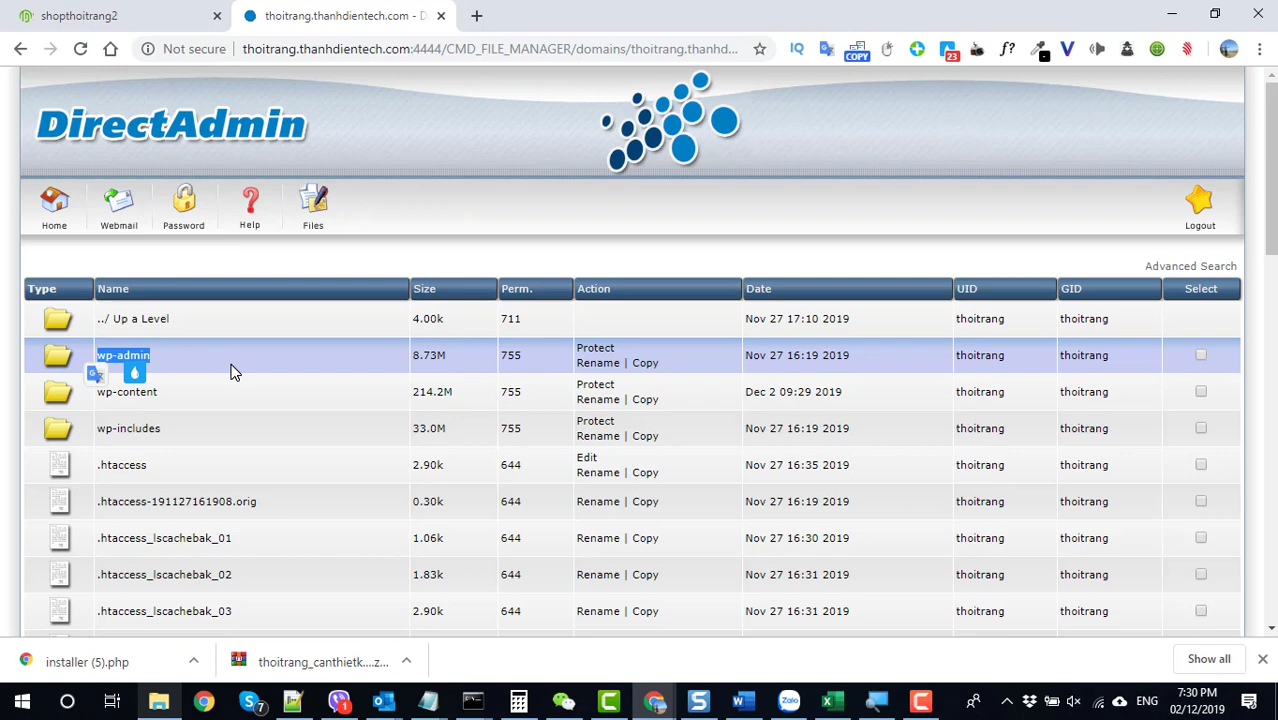 shopthoitrang2
thoitrang.thanhdientech.com - D
Not secure
thoitrang.thanhdientech.com:4444/CMD_FILE_MANAGER/domains/thoitrang.thanhd...
IQ
COPY
23
f?
V
DirectAdmin
Home
Webmail
Password
Help
Files
Logout
Advanced Search
Type Name Size Perm. Action Date UID GID Select
../ Up a Level 4.00k 711 Nov 27 17:10 2019 thoitrang thoitrang
wp-admin 8.73M 755 Protect Rename | Copy Nov 27 16:19 2019 thoitrang thoitrang
wp-content 214.2M 755 Protect Rename | Copy Dec 2 09:29 2019 thoitrang thoitrang
wp-includes 33.0M 755 Protect Rename | Copy Nov 27 16:19 2019 thoitrang thoitrang
.htaccess 2.90k 644 Edit Rename | Copy Nov 27 16:35 2019 thoitrang thoitrang
.htaccess-191127161908.orig 0.30k 644 Rename | Copy Nov 27 16:19 2019 thoitrang thoitrang
.htaccess_lscachebak_01 1.06k 644 Rename | Copy Nov 27 16:30 2019 thoitrang thoitrang
.htaccess_lscachebak_02 1.83k 644 Rename | Copy Nov 27 16:31 2019 thoitrang thoitrang
.htaccess_lscachebak_03 2.90k 644 Rename | Copy Nov 27 16:31 2019 thoitrang thoitrang
installer (5).php
thoitrang_canthietk....z...
Show all
7
1
Zalo
ENG
7:30 PM
02/12/2019